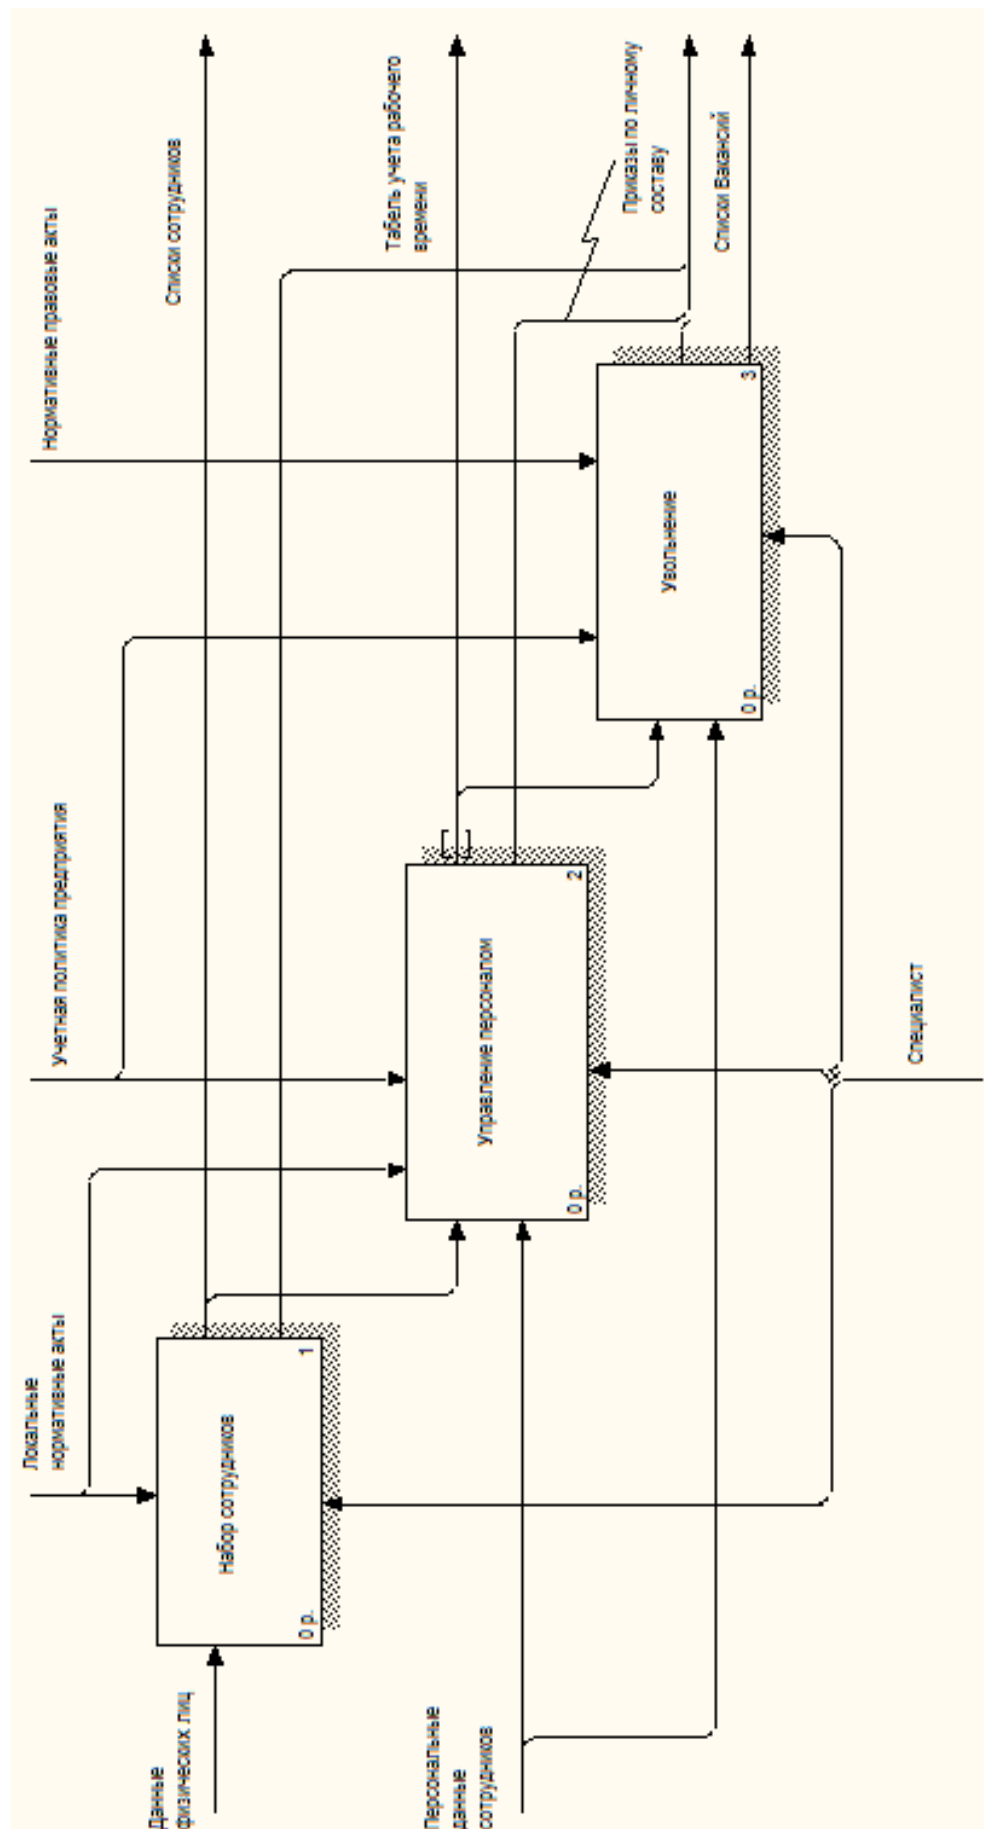 Локальные
нормативные акты
Учетная политика предприятия
Нормативные правовые акты
Данные
физических лиц
Набор сотрудников
0 р.
1
Списки сотрудников
Персональные
данные
сотрудников
Управление персоналом
0 р.
2
Табель учета рабочего
времени
Увольнение
0 р.
3
Приказы по личному
составу
Списки Вакансий
Специалист